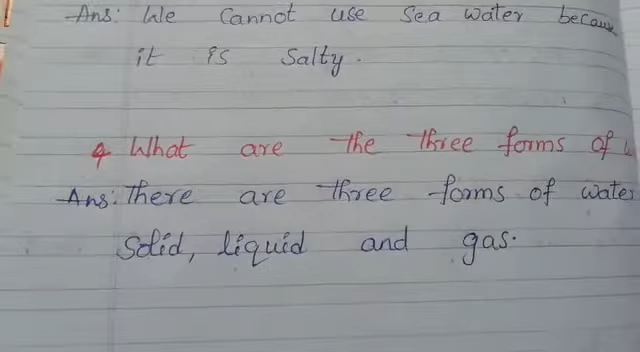 Ans: We cannot use Sea water because
it is Salty.
4 What are the three forms of
Ans: There are three forms of water
Solid, liquid and gas.